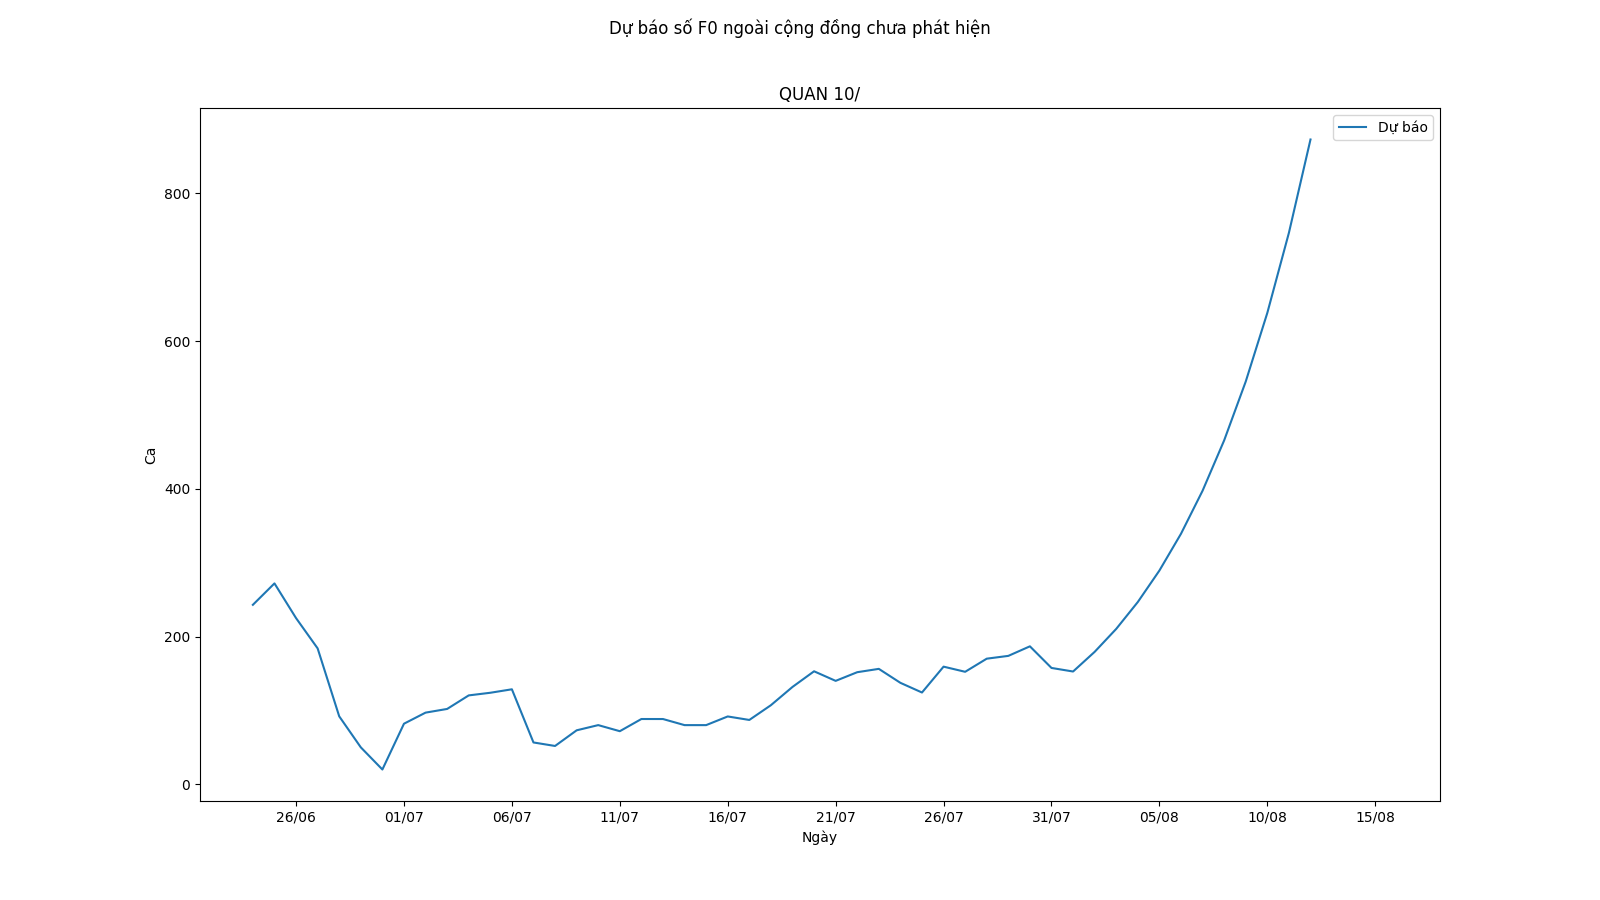 Dự báo số F0 ngoài cộng đồng chưa phát hiện
QUAN 10/
Dự báo
800
600
400
200
0
Ca
26/06 01/07 06/07 11/07 16/07 21/07 26/07 31/07 05/08 10/08 15/08
Ngày